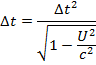 Δt = Δt² / √(1 − U²/c²)